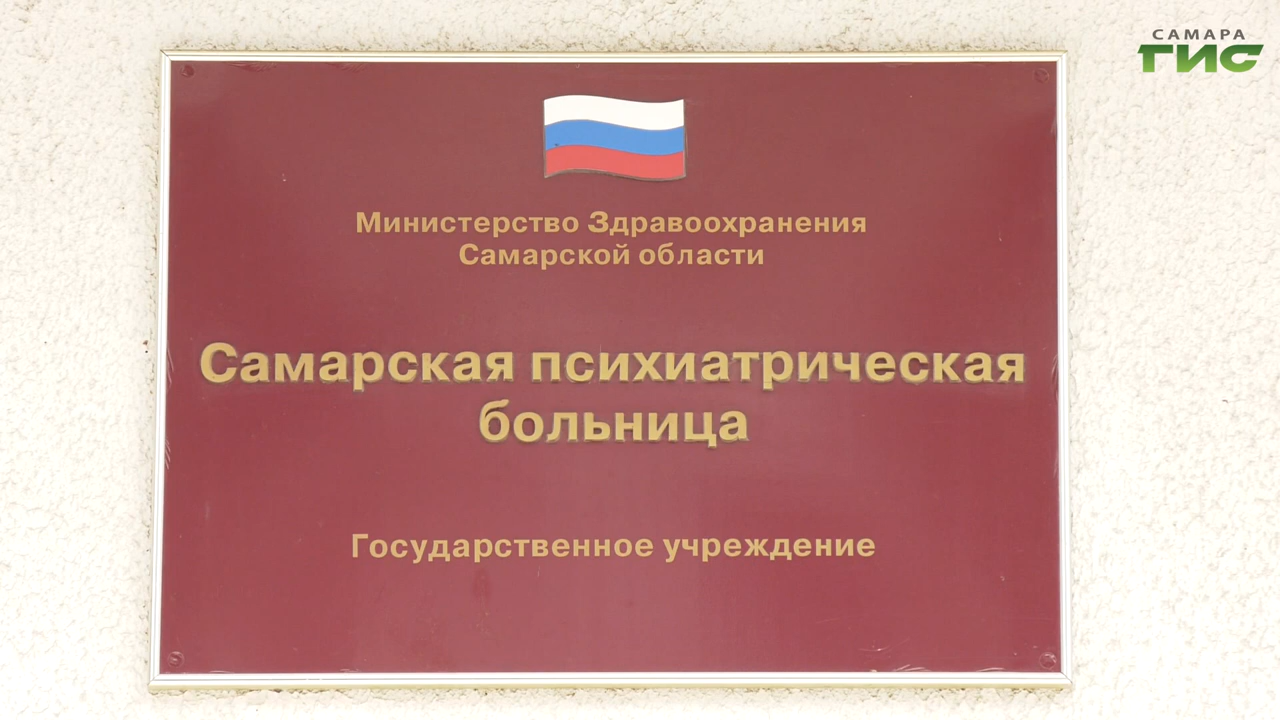 САМАРА
ГИС
Министерство Здравоохранения
Самарской области
Самарская психиатрическая
больница
Государственное учреждение